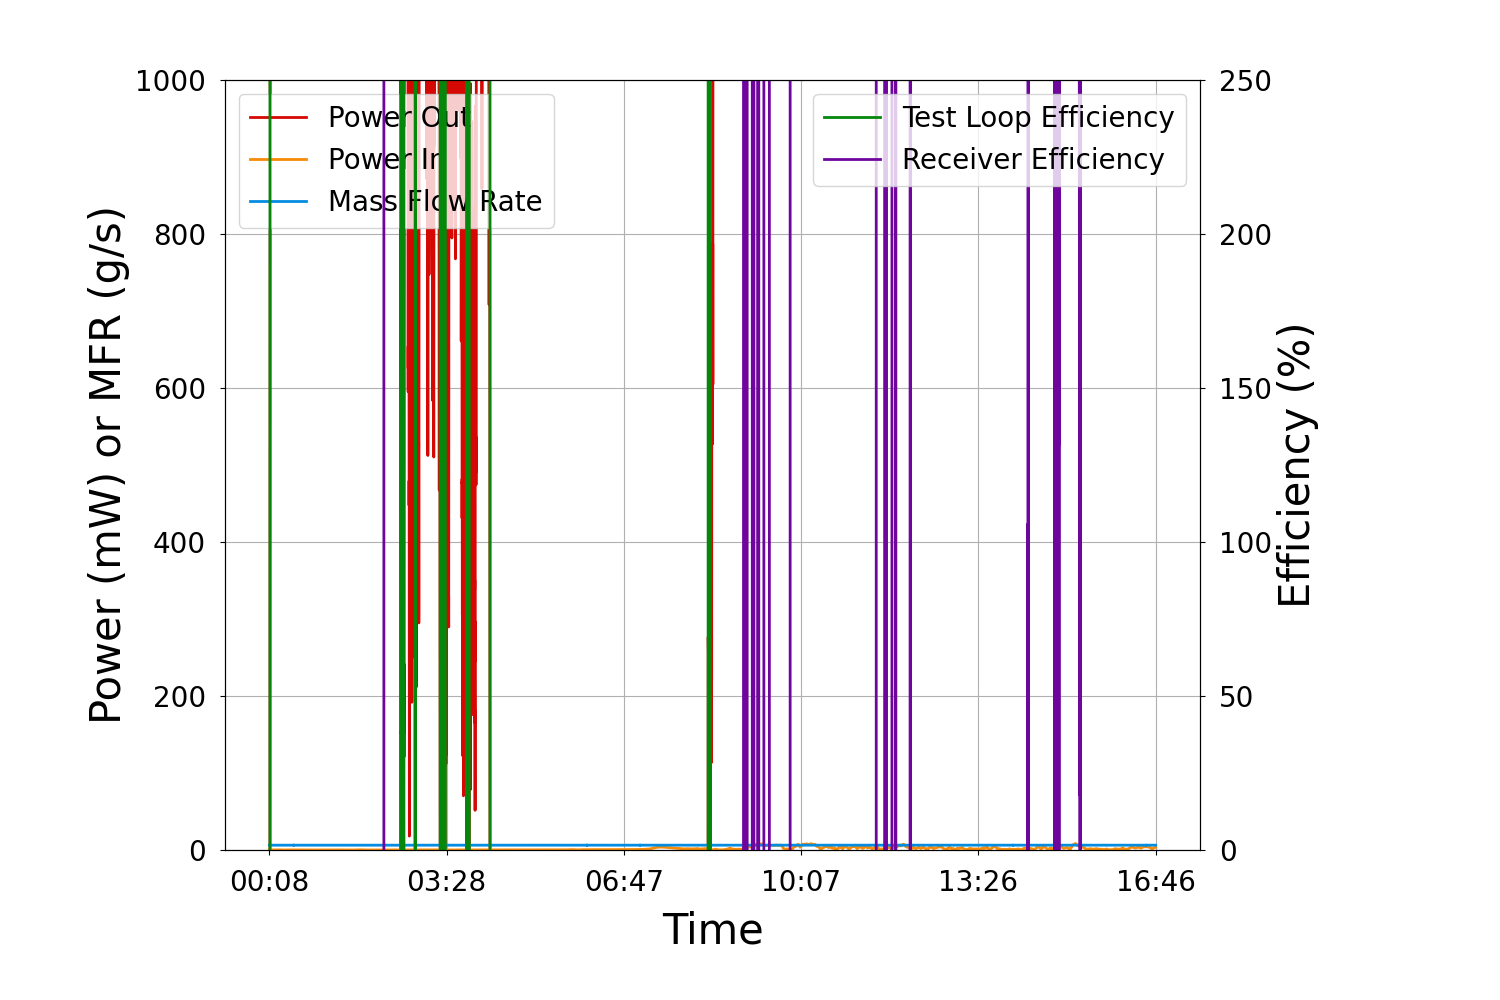 1000
800
600
400
200
0
Power (mW) or MFR (g/s)
Power Out
Power In
Mass Flow Rate
Test Loop Efficiency
Receiver Efficiency
250
200
150
100
50
0
Efficiency (%)
00:08 03:28 06:47 10:07 13:26 16:46
Time